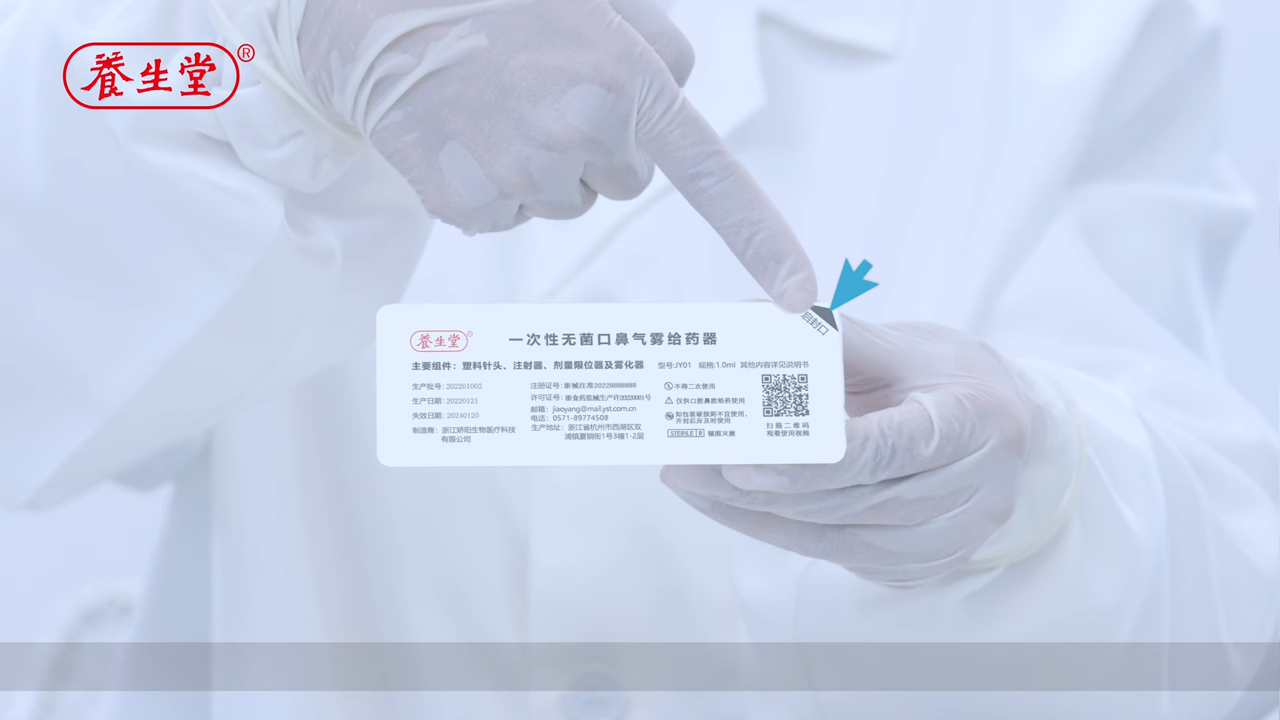 養生堂®
启封口
養生堂®
一次性无菌口鼻气雾给药器
主要组件：塑料针头、注射器、剂量限位器及雾化器
型号:JY01 规格:1.0ml 其他内容详见说明书
生产批号: 202201002
生产日期: 20220121
失效日期: 20240120
制造商: 浙江娇阳生物医疗科技
有限公司
注册证号: 浙械注准20228888888
许可证号: 浙食药监械生产许20220001号
邮箱: jiaoyang@mail.yst.com.cn
电话: 0571-89774508
生产地址: 浙江省杭州市西湖区双
浦镇夏钥街1号3幢1-2层
不得二次使用
仅供口腔鼻腔给药使用
如包装破损则不宜使用,
开封后应及时使用
STERILE R 辐照灭菌
扫描二维码
观看使用视频